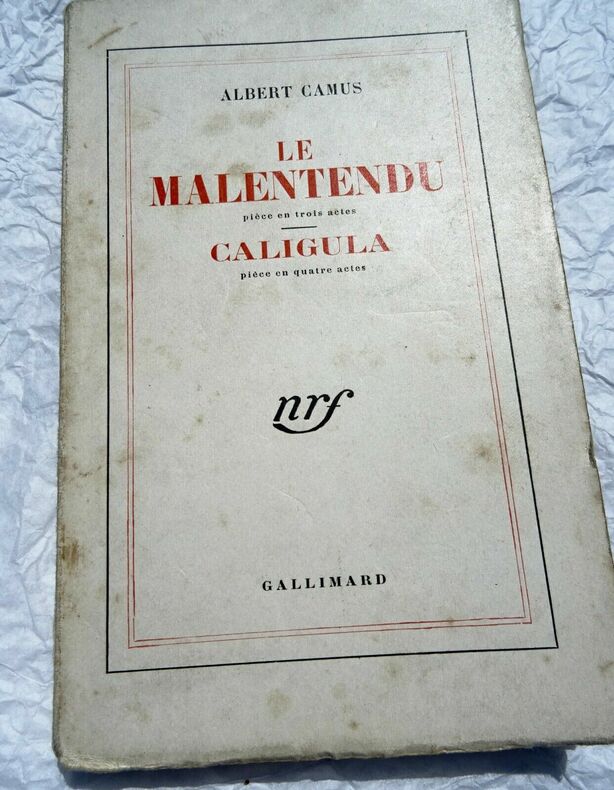 ALBERT CAMUS
LE
MALENTENDU
pièce en trois actes
CALIGULA
pièce en quatre actes
nrf
GALLIMARD